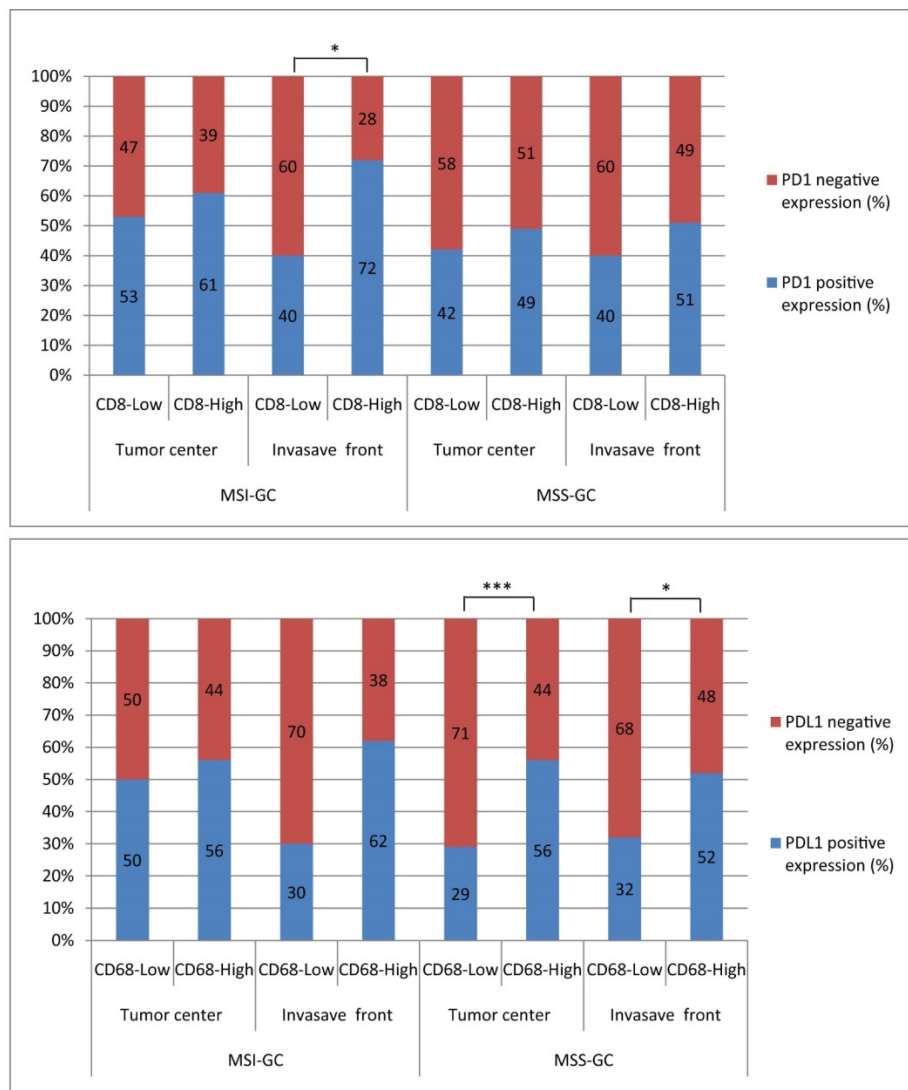 *
100%
90%
80%
70%
60%
50%
40%
30%
20%
10%
0%
47 39 60 28 58 51 60 49
53 61 40 72 42 49 40 51
PD1 negative
expression (%)
PD1 positive
expression (%)
CD8-Low CD8-High CD8-Low CD8-High CD8-Low CD8-High CD8-Low CD8-High
Tumor center Invasave front Tumor center Invasave front
MSI-GC MSS-GC
*** *
100%
90%
80%
70%
60%
50%
40%
30%
20%
10%
0%
50 44 70 38 71 44 68 48
50 56 30 62 29 56 32 52
PDL1 negative
expression (%)
PDL1 positive
expression (%)
CD68-Low CD68-High CD68-Low CD68-High CD68-Low CD68-High CD68-Low CD68-High
Tumor center Invasave front Tumor center Invasave front
MSI-GC MSS-GC